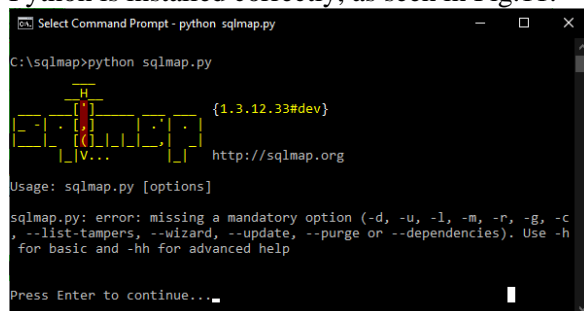 Python is installed correctly, as seen in Fig.11.
Select Command Prompt - python sqlmap.py
C:\sqlmap>python sqlmap.py
{1.3.12.33#dev}
http://sqlmap.org
Usage: sqlmap.py [options]
sqlmap.py: error: missing a mandatory option (-d, -u, -l, -m, -r, -g, -c
, --list-tampers, --wizard, --update, --purge or --dependencies). Use -h
for basic and -hh for advanced help
Press Enter to continue...